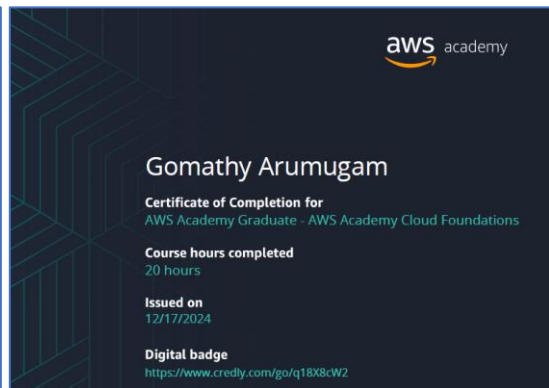 aws academy
Gomathy Arumugam
Certificate of Completion for
AWS Academy Graduate - AWS Academy Cloud Foundations
Course hours completed
20 hours
Issued on
12/17/2024
Digital badge
https://www.credly.com/go/q18X8cW2